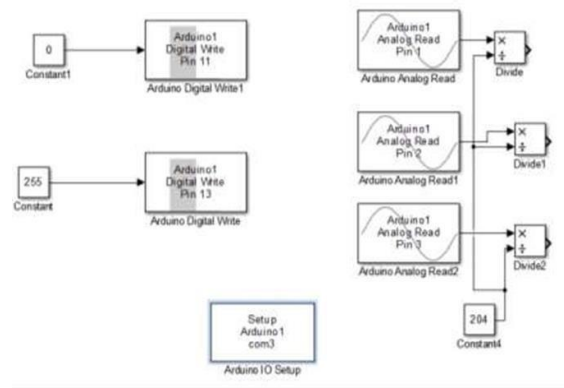 0
Constant1
Arduino1
Digital Write
Pin 11
Arduino Digital Write1
255
Constant
Arduino1
Digital Write
Pin 13
Arduino Digital Write
Arduino1
Analog Read
Pin 1
Arduino Analog Read
×
÷
Divide
Arduino1
Analog Read
Pin 2
Arduino Analog Read1
×
÷
Divide1
Arduino1
Analog Read
Pin 3
Arduino Analog Read2
×
÷
Divide2
204
Constant4
Setup
Arduino1
com3
Arduino IO Setup